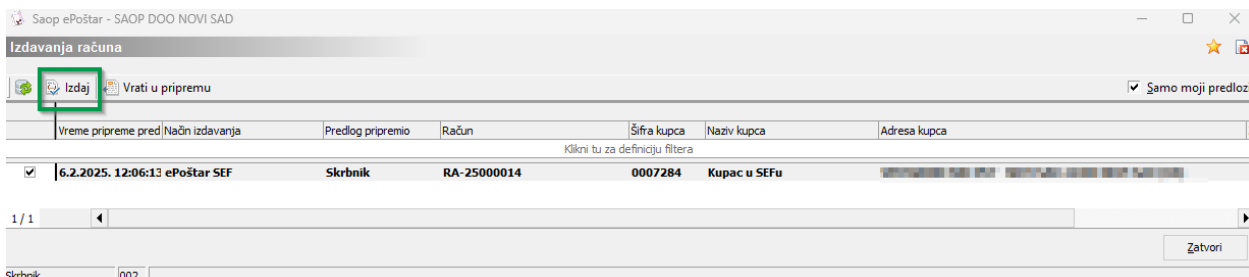 Saop ePoštar - SAOP DOO NOVI SAD
Izdavanja računa
Izdaj Vrati u pripremu Samo moji predlozi
Vreme pripreme pred Način izdavanja Predlog pripremio Račun Šifra kupca Naziv kupca Adresa kupca
Klikni tu za definiciju filtera
6.2.2025. 12:06:13 ePoštar SEF Skrbnik RA-25000014 0007284 Kupac u SEFu
1 / 1
Zatvori
Skrbnik 002